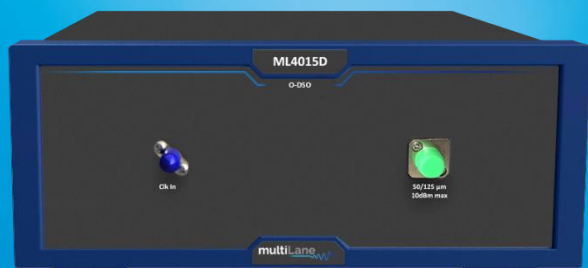 ML4015D
O-DSO
Clk In
50/125 µm
10dBm max
multiLane